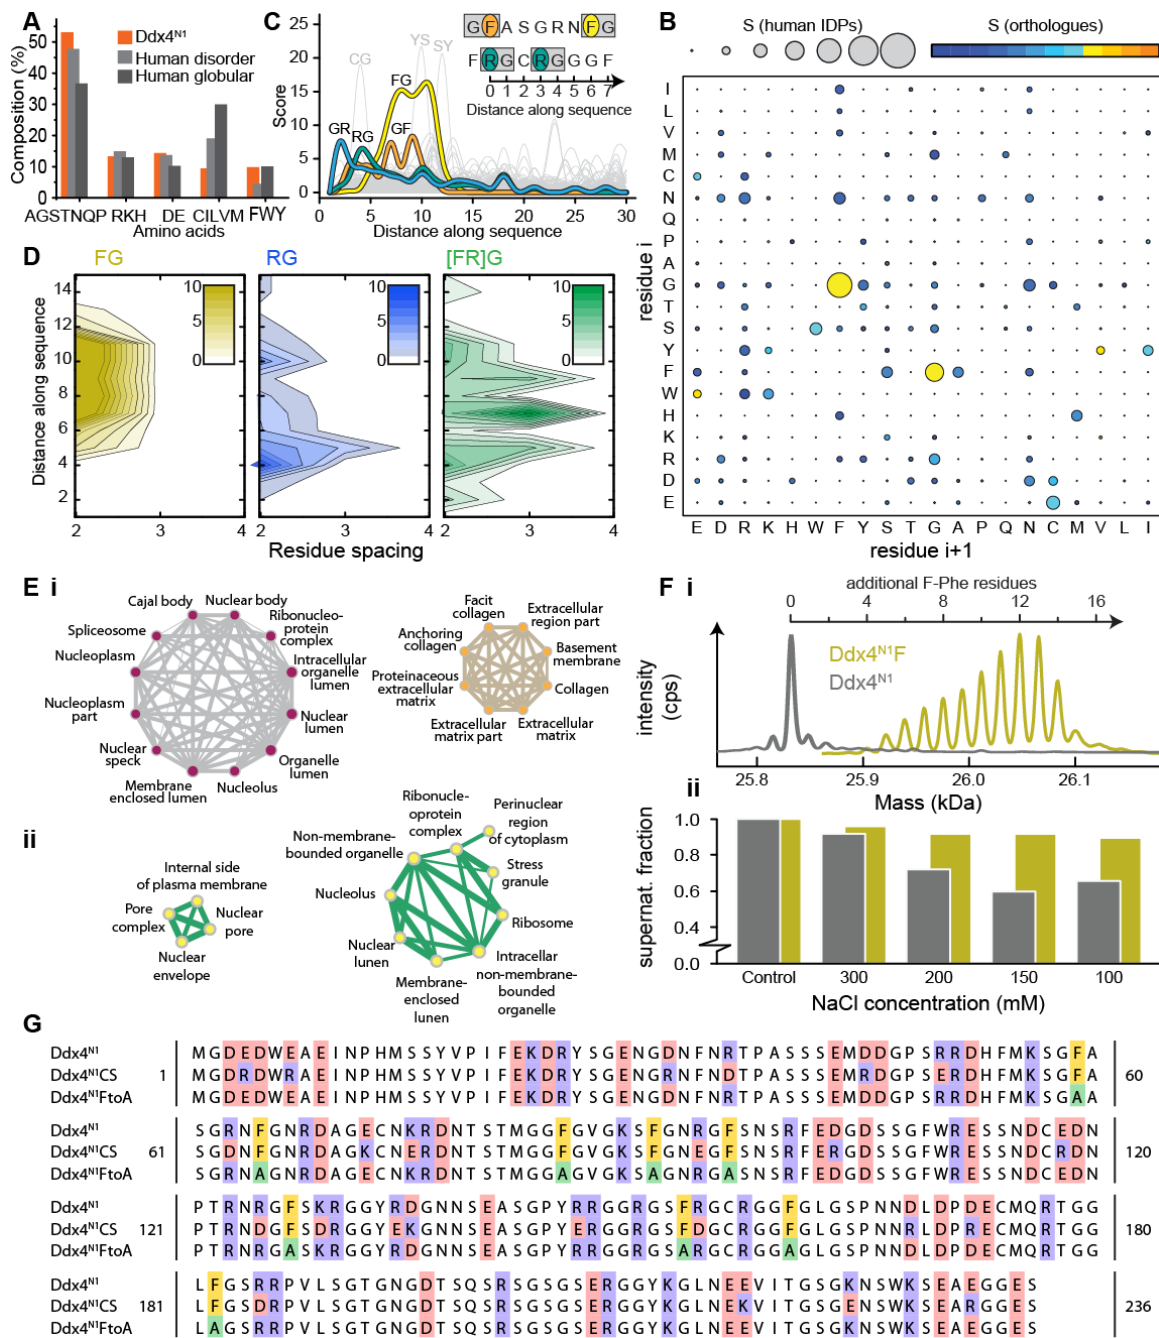 A
Ddx4N1
Human disorder
Human globular
Composition (%)
50
40
30
20
10
0
AGSTNQP RKH DE CILVM FWY
Amino acids
C
CG
YS
SY
FG
GR
RG
GF
Score
25
20
15
10
5
0
0 5 10 15 20 25 30
Distance along sequence
G F A S G R N F G
F R G C R G G G F
0 1 2 3 4 5 6 7
Distance along sequence
B
S (human IDPs)
S (orthologues)
residue i
I
L
V
M
C
N
Q
P
A
G
T
S
Y
F
W
H
K
R
D
E
E D R K H W F Y S T G A P Q N C M V L I
residue i+1
D
FG
RG
[FR]G
Distance along sequence
14
12
10
8
6
4
2
10
0
10
0
10
0
2 3 4
2 3 4
2 3 4
Residue spacing
E i
Cajal body
Nuclear body
Spliceosome
Ribonucleo-
protein
complex
Nucleoplasm
Intracellular
organelle
lumen
Nucleoplasm
part
Nuclear
lumen
Nuclear
speck
Organelle
lumen
Membrane
enclosed lumen
Nucleolus
Facit
collagen
Extracellular
region part
Anchoring
collagen
Basement
membrane
Proteinaceous
extracellular
matrix
Collagen
Extracellular
matrix part
Extracellular
matrix
ii
Internal side
of plasma membrane
Pore
complex
Nuclear
pore
Nuclear
envelope
Ribonucle-
oprotein
complex
Perinuclear
region
of cytoplasm
Non-membrane-
bounded organelle
Stress
granule
Nucleolus
Ribosome
Nuclear
lunen
Membrane-
enclosed
lunen
Intracellar
non-membrane-
bounded
organelle
F i
additional F-Phe residues
0 4 8 12 16
Ddx4N1F
Ddx4N1
intensity
(cps)
25.8 25.9 26.0 26.1
Mass (kDa)
ii
supernat. fraction
1.0
0.8
0.6
0.4
0.0
Control 300 200 150 100
NaCl concentration (mM)
G
Ddx4N1 M G D E D W E A E I N P H M S S Y V P I F E K D R Y S G E N G D N F N R T P A S S S E M D D G P S R R D H F M K S G F A
Ddx4N1CS 1 M G D R D W R A E I N P H M S S Y V P I F E K D R Y S G E N G R N F N D T P A S S S E M R D G P S E R D H F M K S G F A 60
Ddx4N1FtoA M G D E D W E A E I N P H M S S Y V P I F E K D R Y S G E N G D N F N R T P A S S S E M D D G P S R R D H F M K S G A A
Ddx4N1 S G R N F G N R D A G E C N K R D N T S T M G G F G V G K S F G N R G F S N S R F E D G D S S G F W R E S S N D C E D N
Ddx4N1CS 61 S G D N F G N R D A G K C N E R D N T S T M G G F G V G K S F G N E G F S N S R F E R G D S S G F W R E S S N D C R D N 120
Ddx4N1FtoA S G R N A G N R D A G E C N K R D N T S T M G G A G V G K S A G N R G A S N S R F E D G D S S G F W R E S S N D C E D N
Ddx4N1 P T R N R G F S K R G G Y R D G N N S E A S G P Y R R G G R G S F R G C R G G F G L G S P N N D L D P D E C M Q R T G G
Ddx4N1CS 121 P T R N D G F S D R G G Y E K G N N S E A S G P Y E R G G R G S F D G C R G G F G L G S P N N R L D P R E C M Q R T G G 180
Ddx4N1FtoA P T R N R G A S K R G G Y R D G N N S E A S G P Y R R G G R G S A R G C R G G A G L G S P N N D L D P D E C M Q R T G G
Ddx4N1 L F G S R R P V L S G T G N G D T S Q S R S G S G S E R G G Y K G L N E E V I T G S G K N S W K S E A E G G E S
Ddx4N1CS 181 L F G S D R P V L S G T G N G D T S Q S R S G S G S E R G G Y K G L N E K V I T G S G E N S W K S E A R G G E S 236
Ddx4N1FtoA L A G S R R P V L S G T G N G D T S Q S R S G S G S E R G G Y K G L N E E V I T G S G K N S W K S E A E G G E S